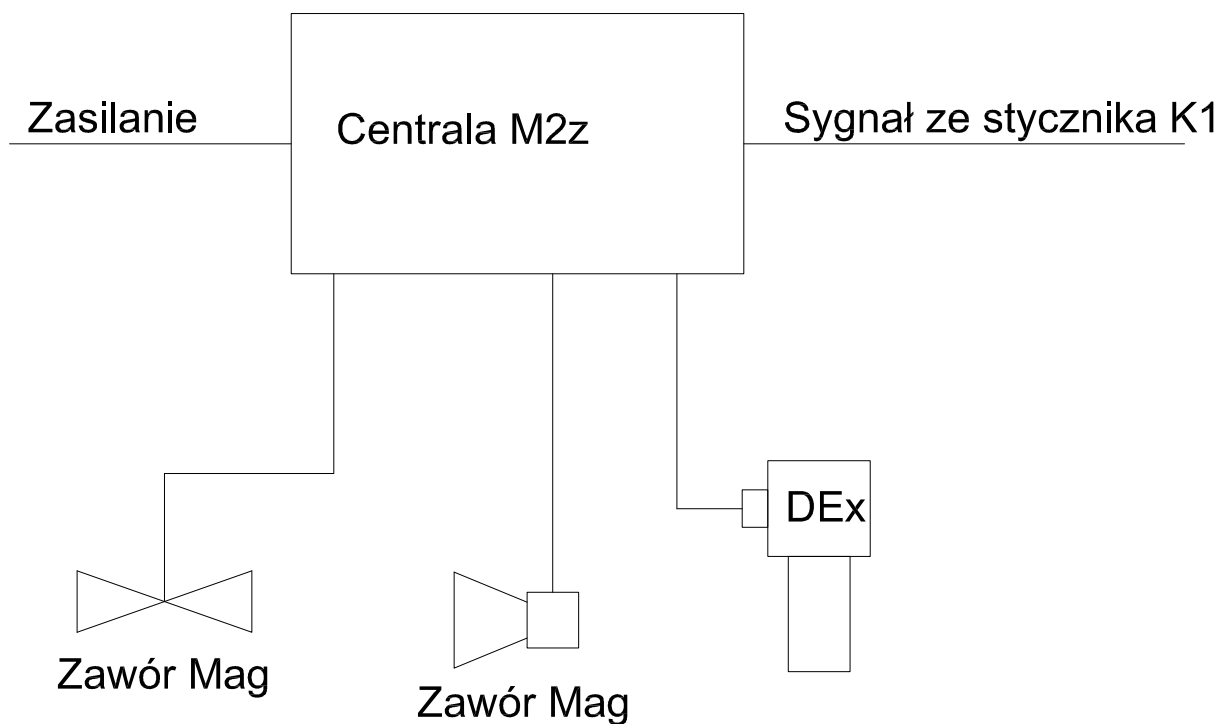 Zasilanie
Centrala M2z
Sygnał ze stycznika K1
DEx
Zawór Mag
Zawór Mag